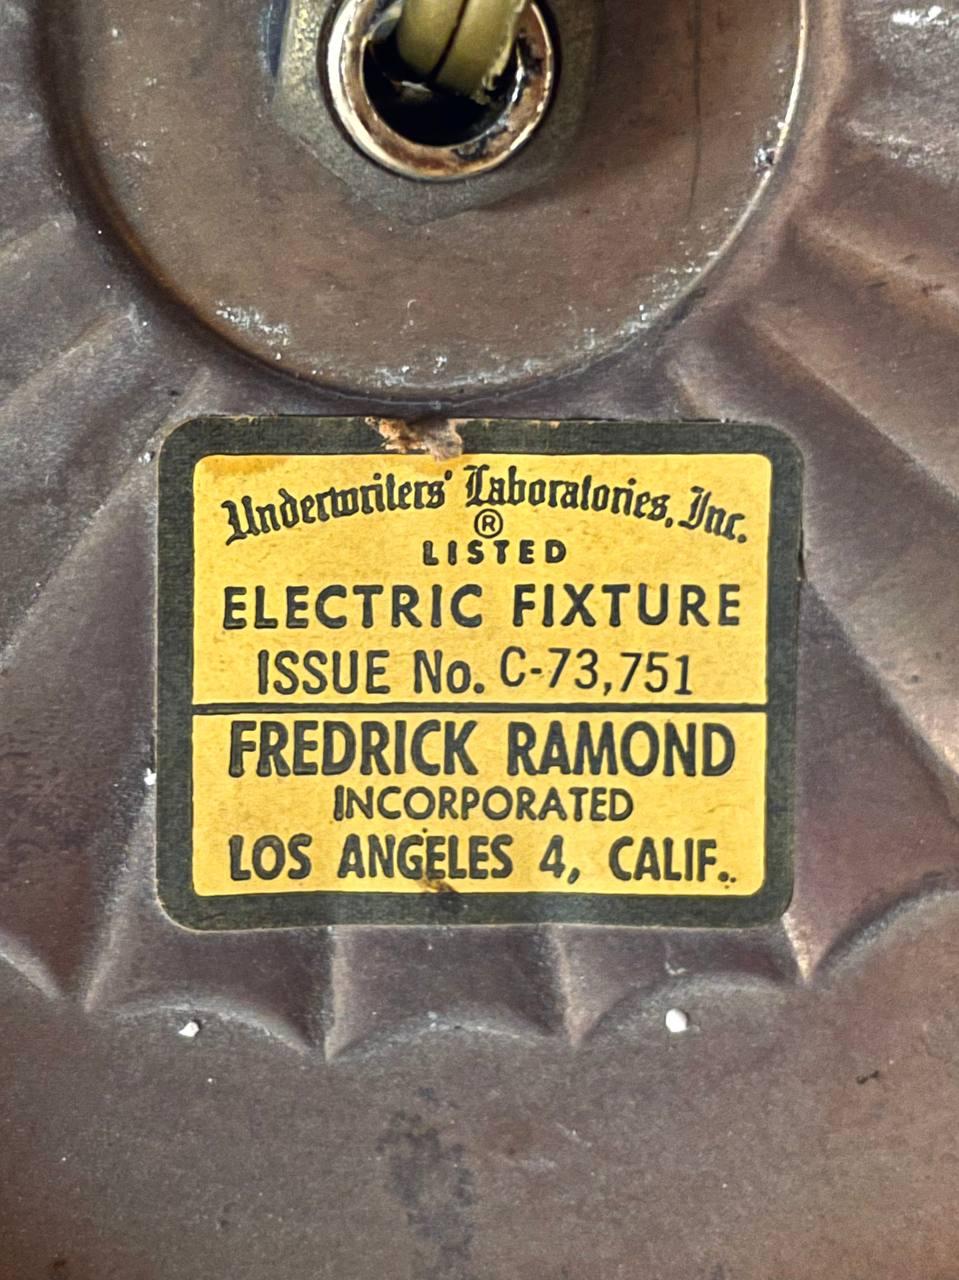 Underwriters' Laboratories, Inc.
®
LISTED
ELECTRIC FIXTURE
ISSUE No. C-73,751
FREDRICK RAMOND
INCORPORATED
LOS ANGELES 4, CALIF.